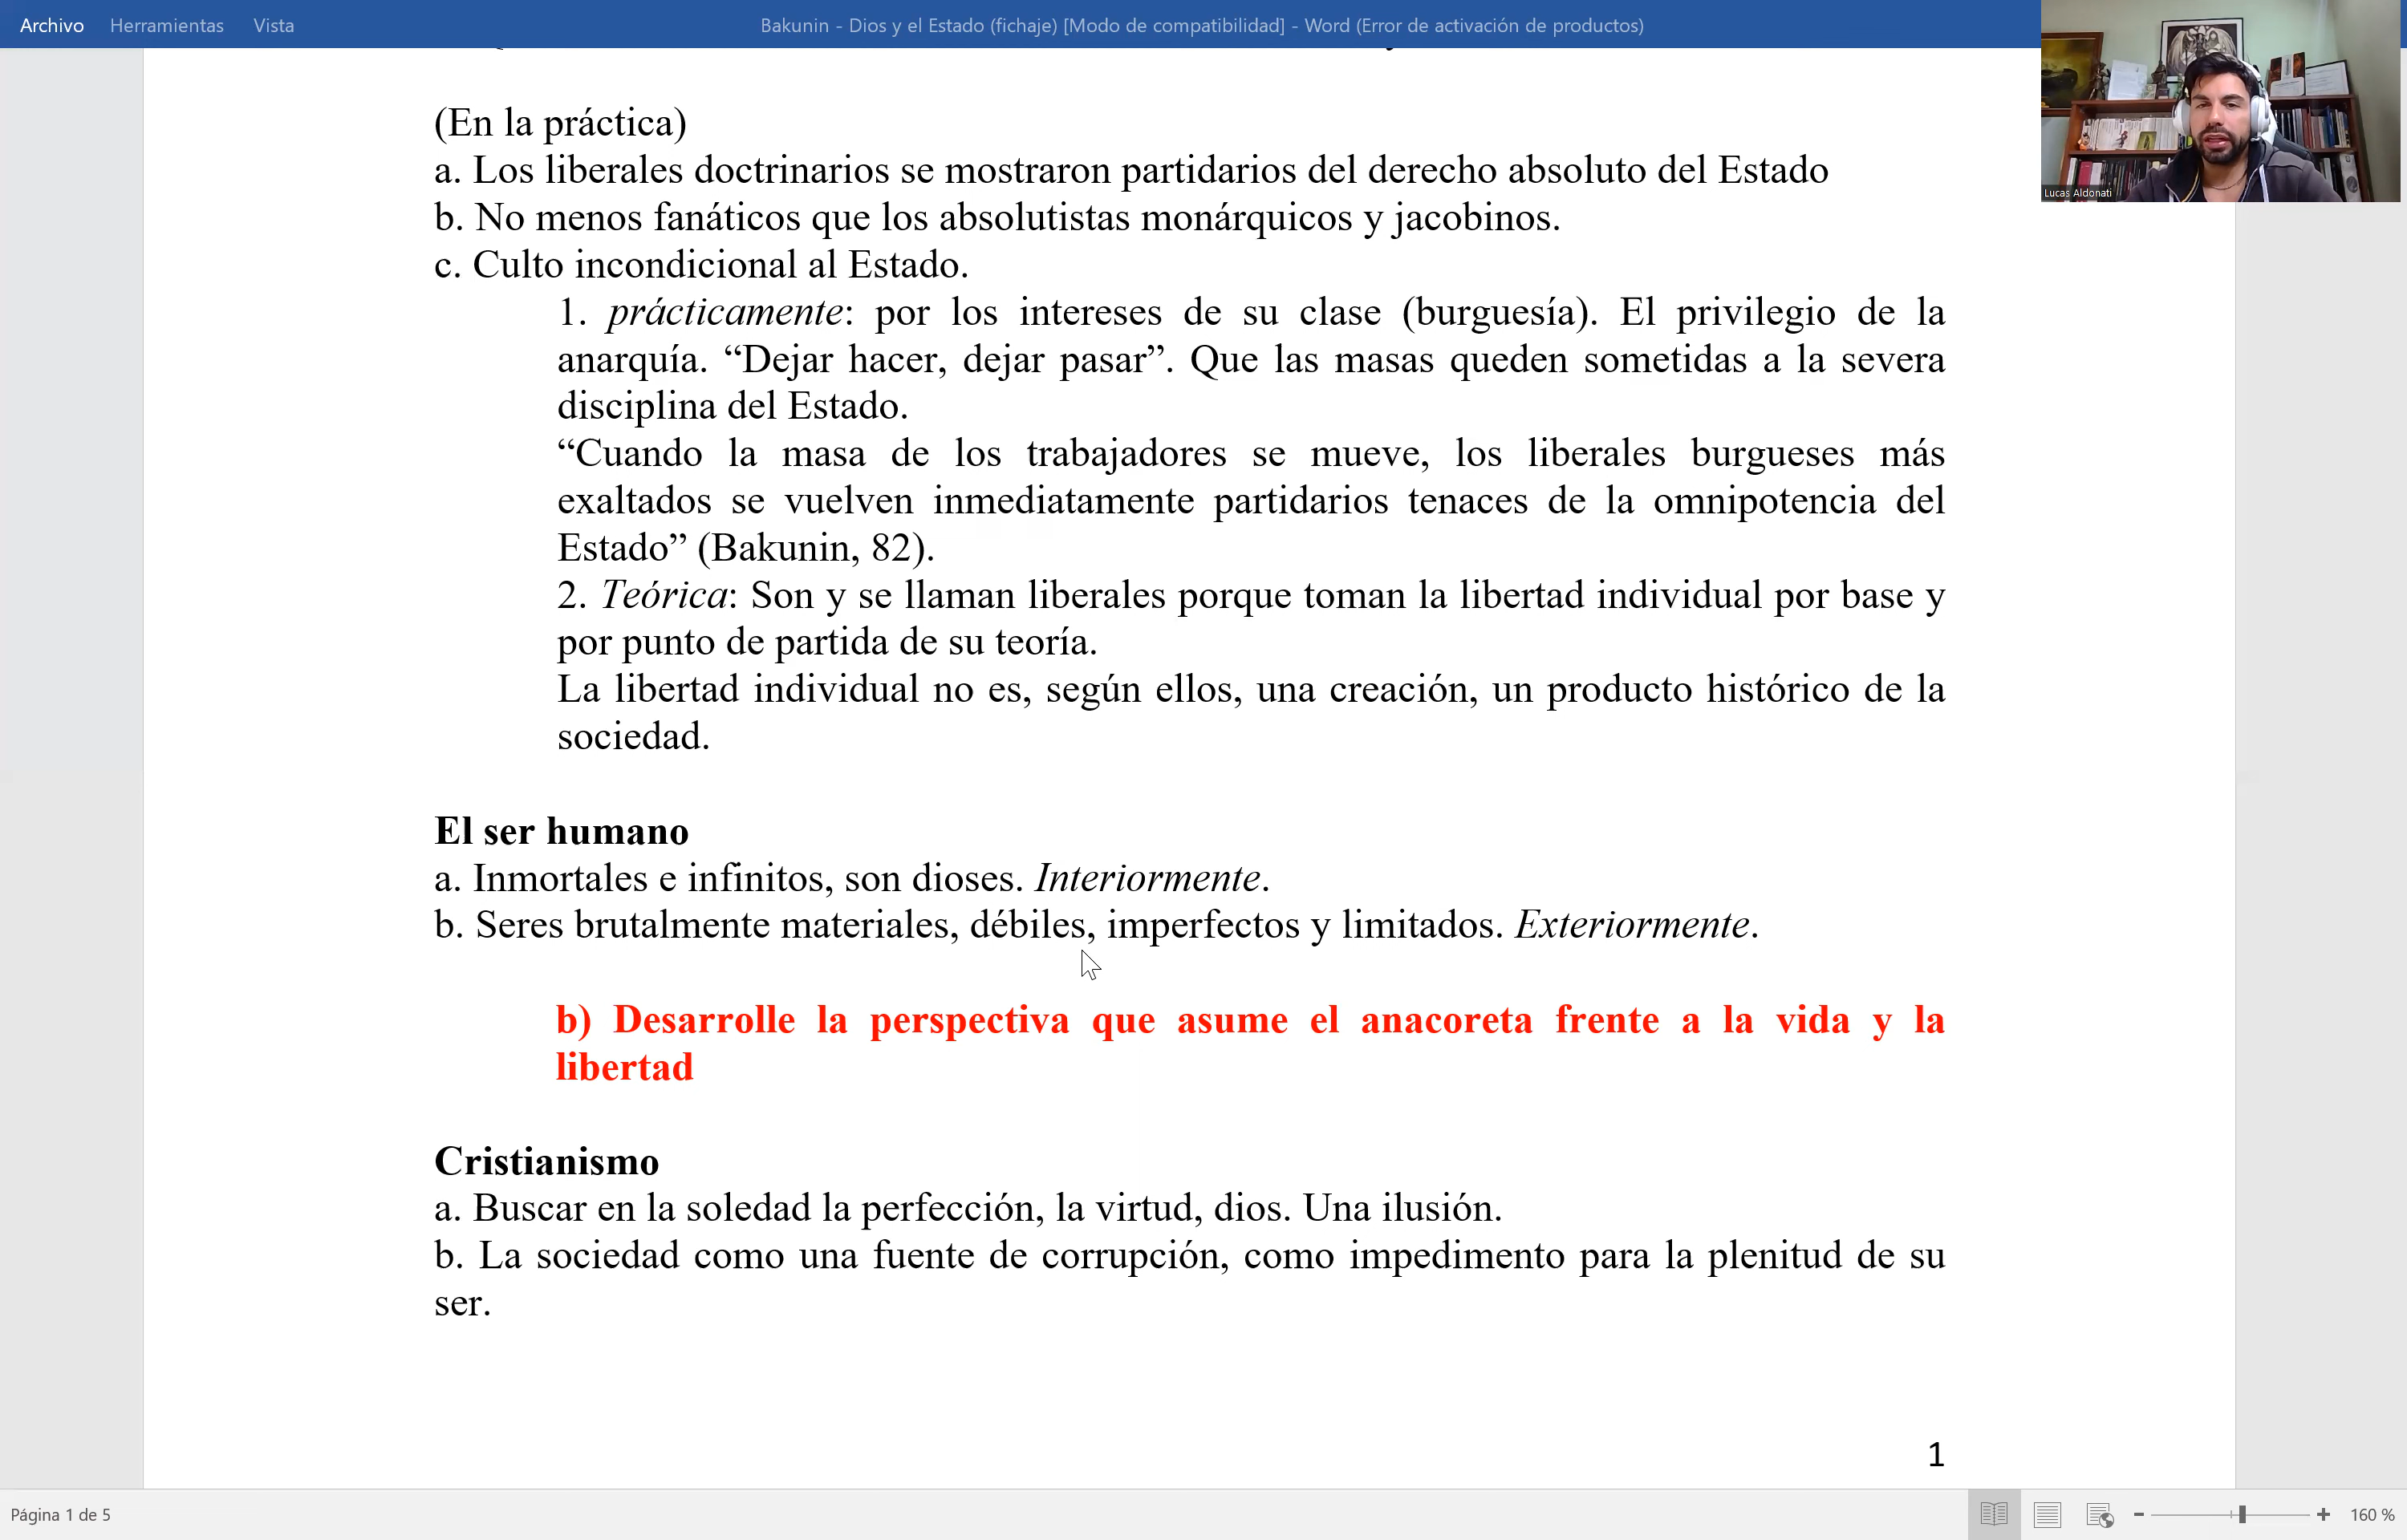 Archivo Herramientas Vista Bakunin - Dios y el Estado (fichaje) [Modo de compatibilidad] - Word (Error de activación de productos)
Lucas Aldonati
(En la práctica)
a. Los liberales doctrinarios se mostraron partidarios del derecho absoluto del Estado
b. No menos fanáticos que los absolutistas monárquicos y jacobinos.
c. Culto incondicional al Estado.
1. prácticamente: por los intereses de su clase (burguesía). El privilegio de la
anarquía. “Dejar hacer, dejar pasar”. Que las masas queden sometidas a la severa
disciplina del Estado.
“Cuando la masa de los trabajadores se mueve, los liberales burgueses más
exaltados se vuelven inmediatamente partidarios tenaces de la omnipotencia del
Estado” (Bakunin, 82).
2. Teórica: Son y se llaman liberales porque toman la libertad individual por base y
por punto de partida de su teoría.
La libertad individual no es, según ellos, una creación, un producto histórico de la
sociedad.
El ser humano
a. Inmortales e infinitos, son dioses. Interiormente.
b. Seres brutalmente materiales, débiles, imperfectos y limitados. Exteriormente.
b) Desarrolle la perspectiva que asume el anacoreta frente a la vida y la
libertad
Cristianismo
a. Buscar en la soledad la perfección, la virtud, dios. Una ilusión.
b. La sociedad como una fuente de corrupción, como impedimento para la plenitud de su
ser.
1
Página 1 de 5 160 %